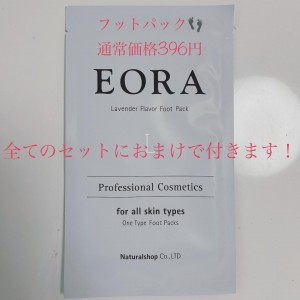 フットパック👣
通常価格396円
EORA
Lavender Flavor Foot Pack
全てのセットにおまけで付きます！
Professional Cosmetics
for all skin types
One Type Foot Packs
Naturalshop Co.,LTD